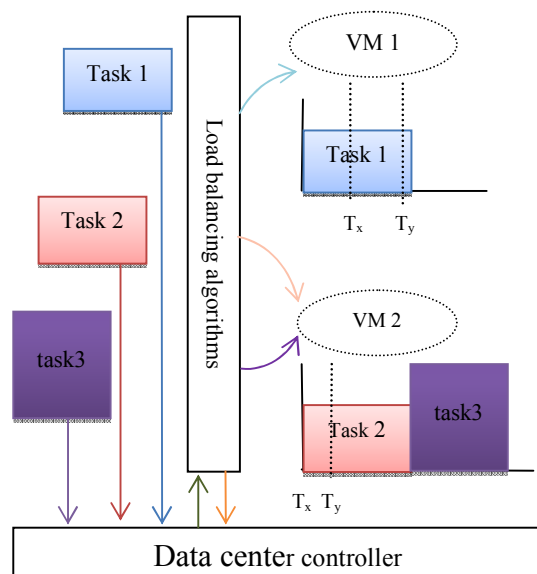 Task 1
Task 2
task3
Load balancing algorithms
VM 1
Task 1
Tx
Ty
VM 2
Task 2
task3
Tx
Ty
Data center controller